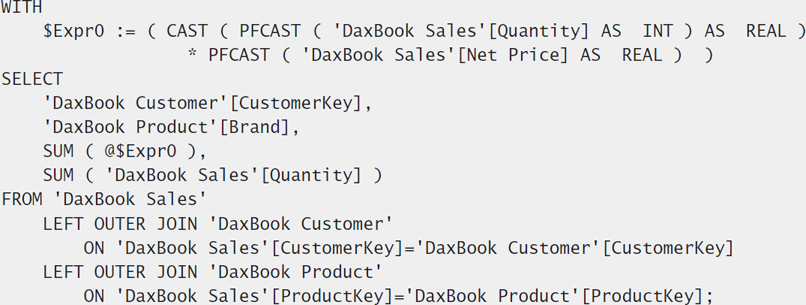 WITH
    $Expr0 := ( CAST ( PFCAST ( 'DaxBook Sales'[Quantity] AS  INT ) AS  REAL )
                * PFCAST ( 'DaxBook Sales'[Net Price] AS  REAL )  )
SELECT
    'DaxBook Customer'[CustomerKey],
    'DaxBook Product'[Brand],
    SUM ( @$Expr0 ),
    SUM ( 'DaxBook Sales'[Quantity] )
FROM 'DaxBook Sales'
    LEFT OUTER JOIN 'DaxBook Customer'
        ON 'DaxBook Sales'[CustomerKey]='DaxBook Customer'[CustomerKey]
    LEFT OUTER JOIN 'DaxBook Product'
        ON 'DaxBook Sales'[ProductKey]='DaxBook Product'[ProductKey];